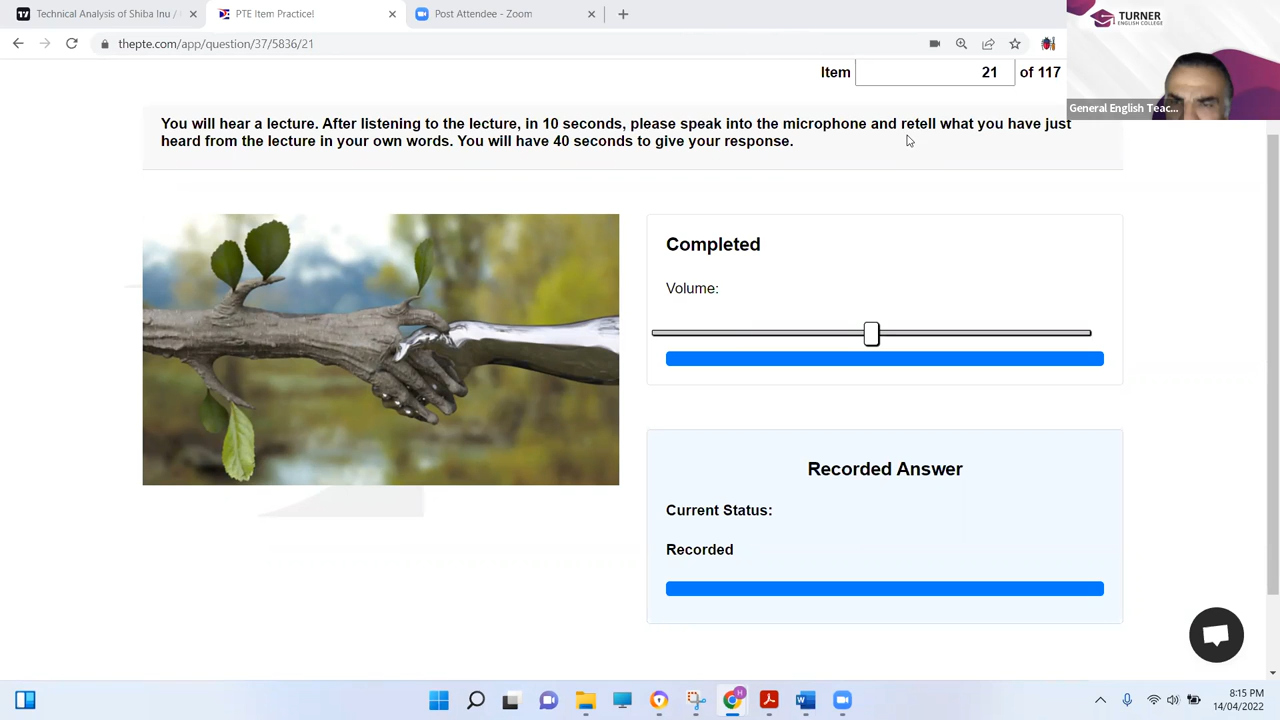 Technical Analysis of Shiba Inu /
PTE Item Practice!
Post Attendee - Zoom
TURNER
ENGLISH COLLEGE
thepte.com/app/question/37/5836/21
Item 21 of 117
General English Teac...
You will hear a lecture. After listening to the lecture, in 10 seconds, please speak into the microphone and retell what you have just
heard from the lecture in your own words. You will have 40 seconds to give your response.
Completed
Volume:
Recorded Answer
Current Status:
Recorded
H
W
8:15 PM
14/04/2022